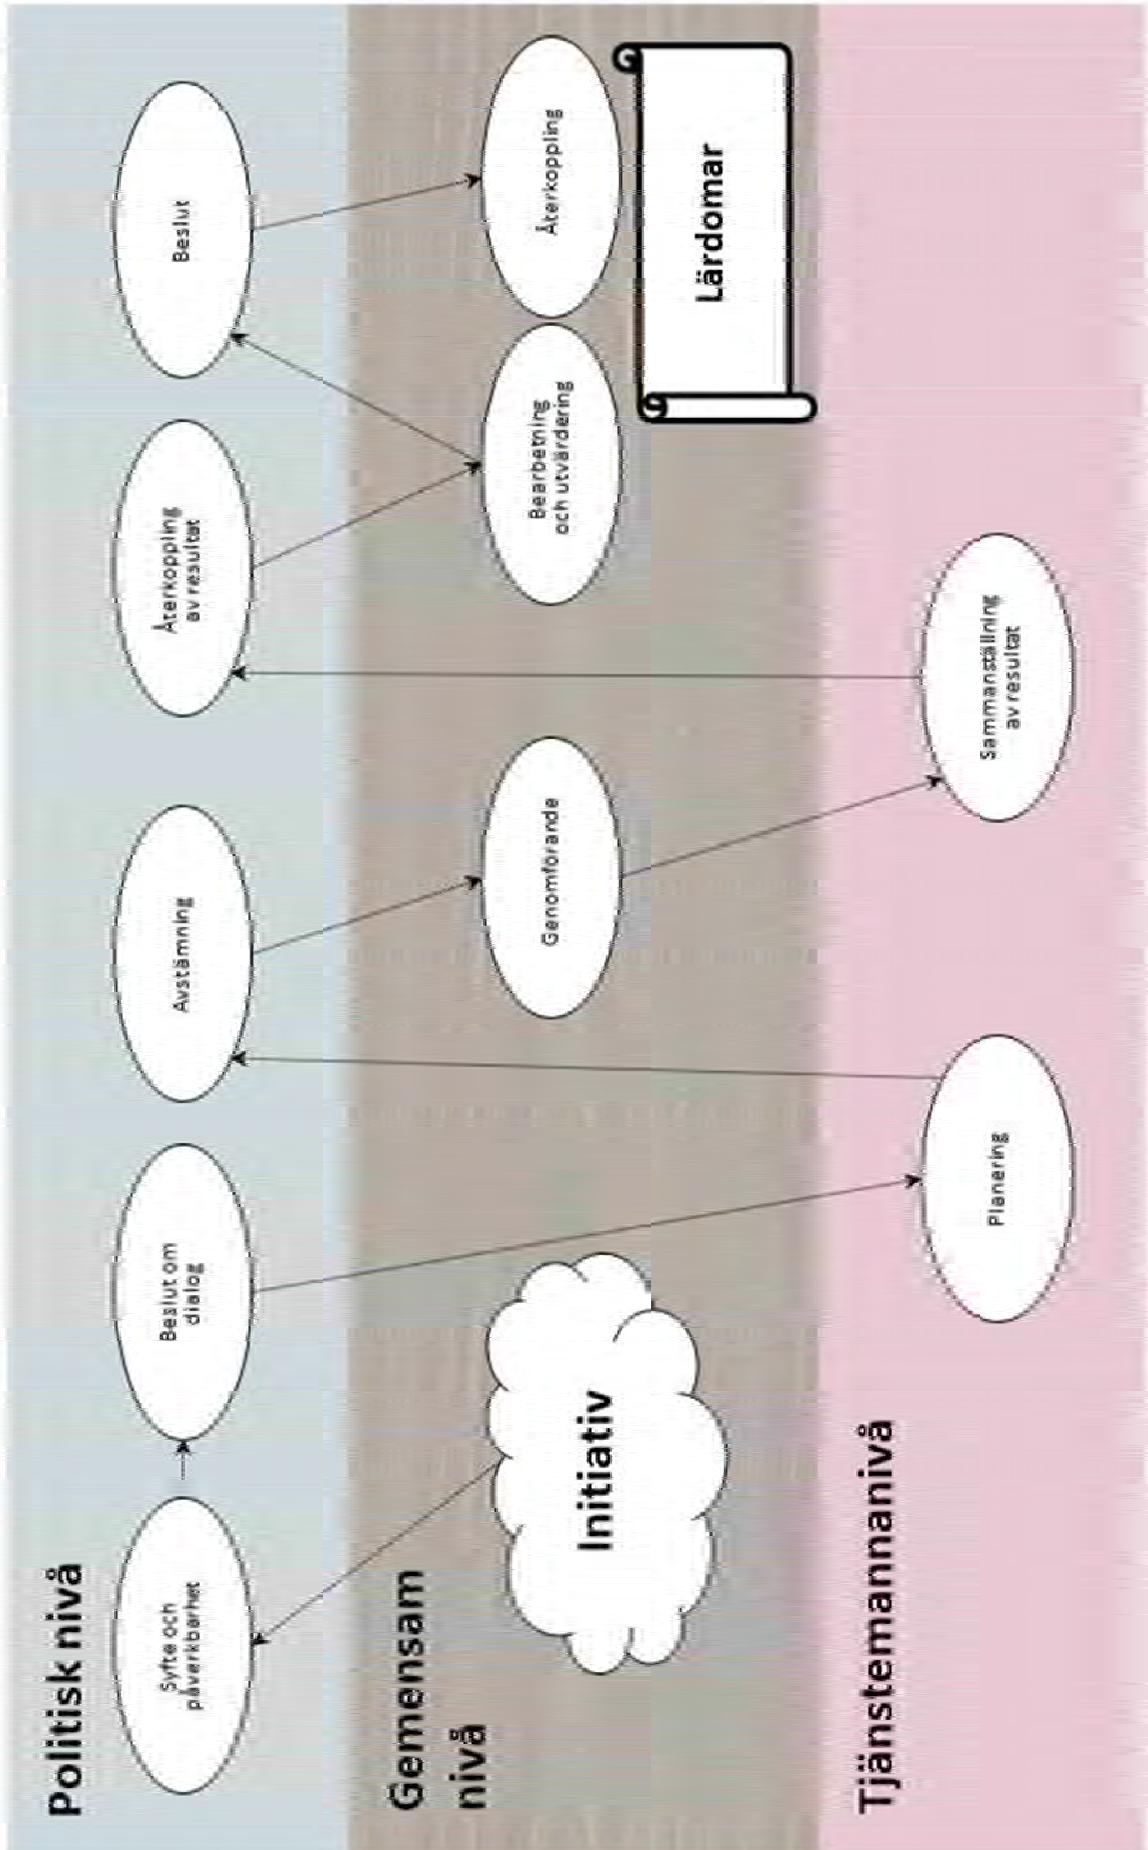 Politisk nivå
Syfte och
påverkbarhet
Beslut om
dialog
Avstämning
Återkoppling
av resultat
Beslut
Gemensam
nivå
Initiativ
Genomförande
Bearbetning
och utvärdering
Återkoppling
Lärdomar
Tjänstemannanivå
Planering
Sammanställning
av resultat